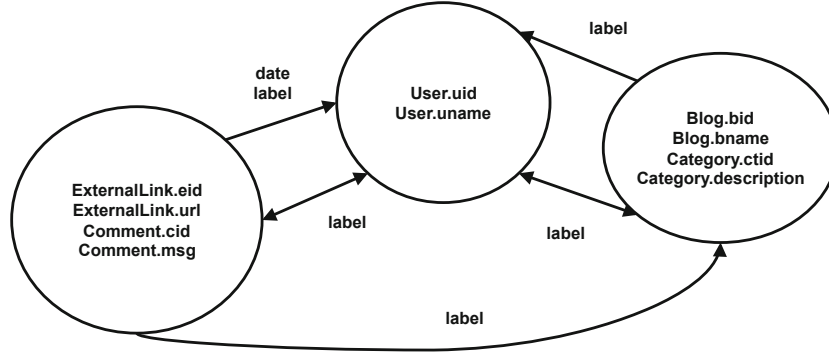 label
date
label
User.uid
User.uname
Blog.bid
Blog.bname
Category.ctid
Category.description
ExternalLink.eid
ExternalLink.url
Comment.cid
Comment.msg
label
label
label